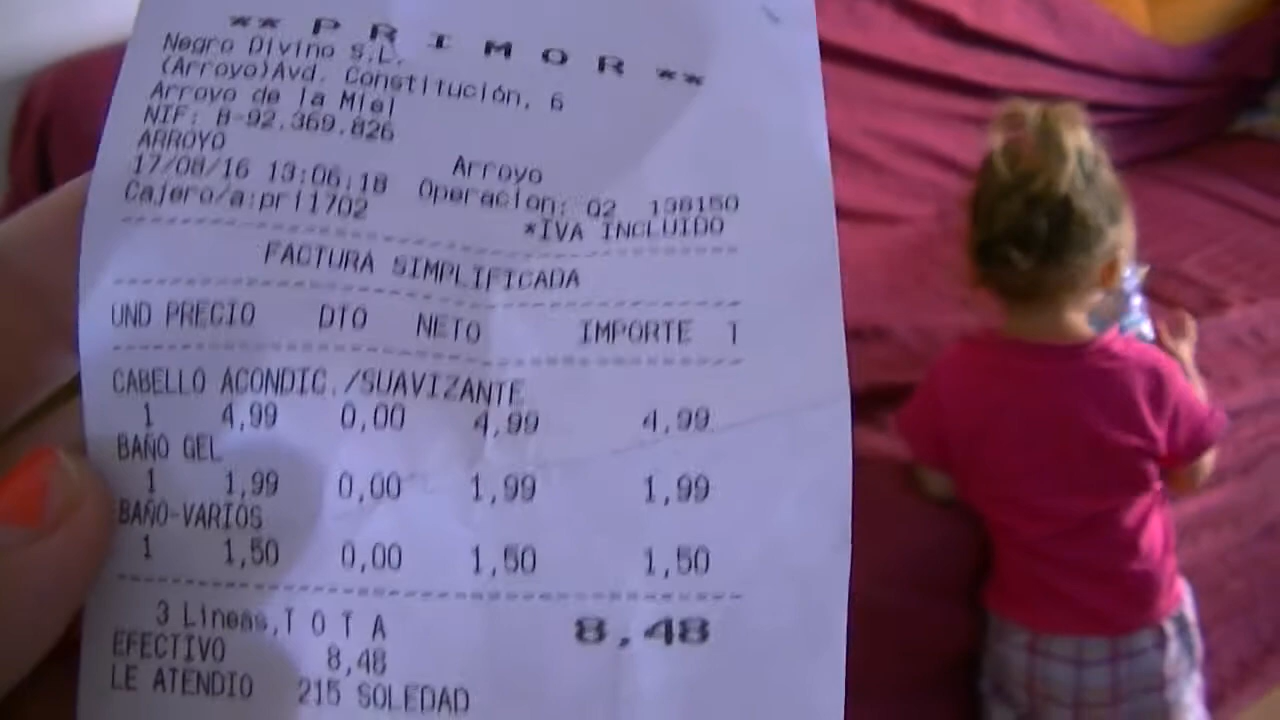 ** P R I M O R **
Negro Divino S.L.
(Arroyo)Avd. Constitución, 6
Arroyo de la Miel
NIF: B-92.369.826
ARROYO Arroyo
17/08/16 13:06:18 Operacion: 02 138150
Cajero/a:pri1702 *IVA INCLUIDO
FACTURA SIMPLIFICADA
UND PRECIO DTO NETO IMPORTE T
CABELLO ACONDIC./SUAVIZANTE
1 4,99 0,00 4,99 4,99
BAÑO GEL
1 1,99 0,00 1,99 1,99
BAÑO-VARIOS
1 1,50 0,00 1,50 1,50
3 Lineas,T O T A 8,48
EFECTIVO 8,48
LE ATENDIO 215 SOLEDAD